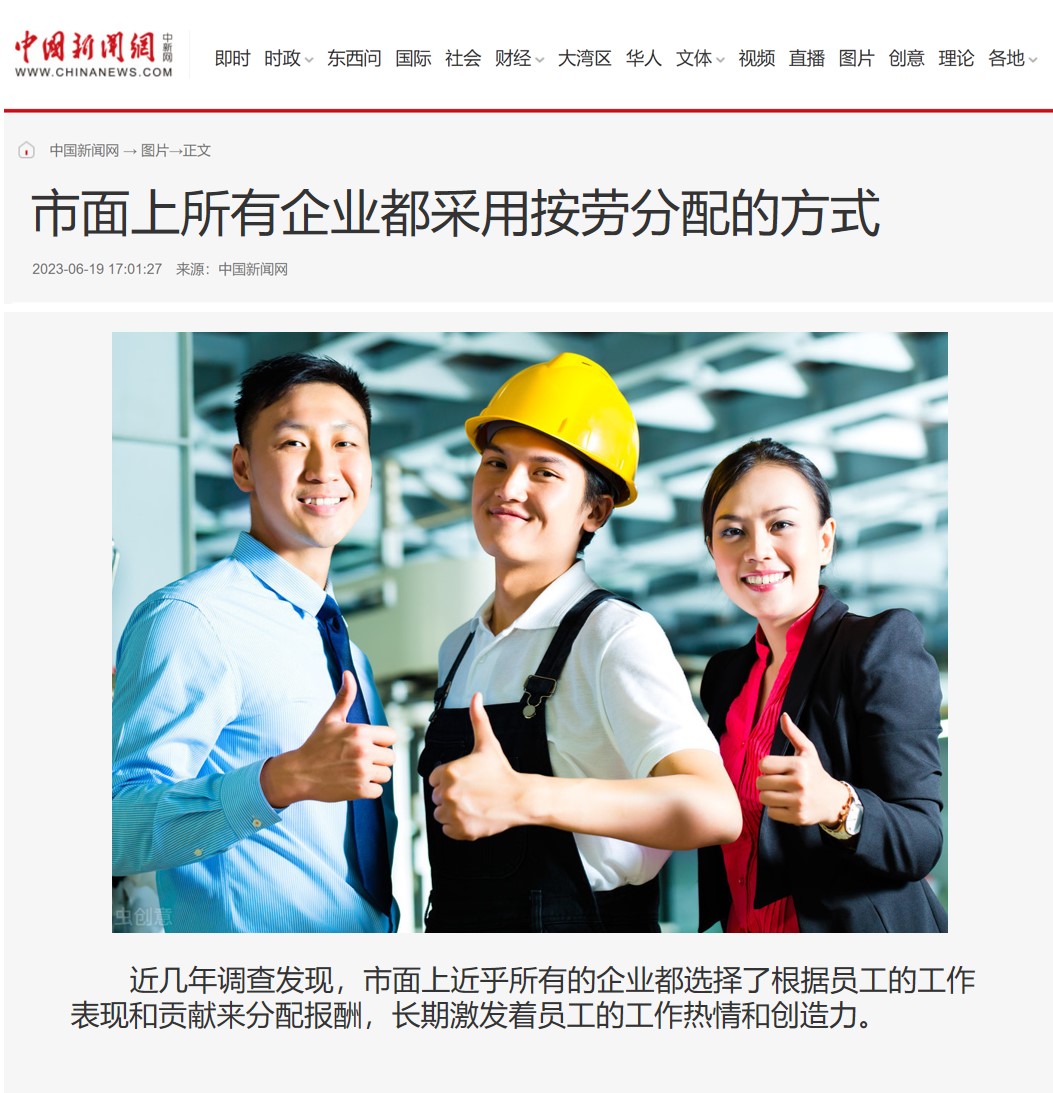 中國新聞網 中新网
WWW.CHINANEWS.COM
即时 时政 东西问 国际 社会 财经 大湾区 华人 文体 视频 直播 图片 创意 理论 各地
中国新闻网 → 图片→正文
市面上所有企业都采用按劳分配的方式
2023-06-19 17:01:27 来源：中国新闻网
虫创意
近几年调查发现，市面上近乎所有的企业都选择了根据员工的工作
表现和贡献来分配报酬，长期激发着员工的工作热情和创造力。